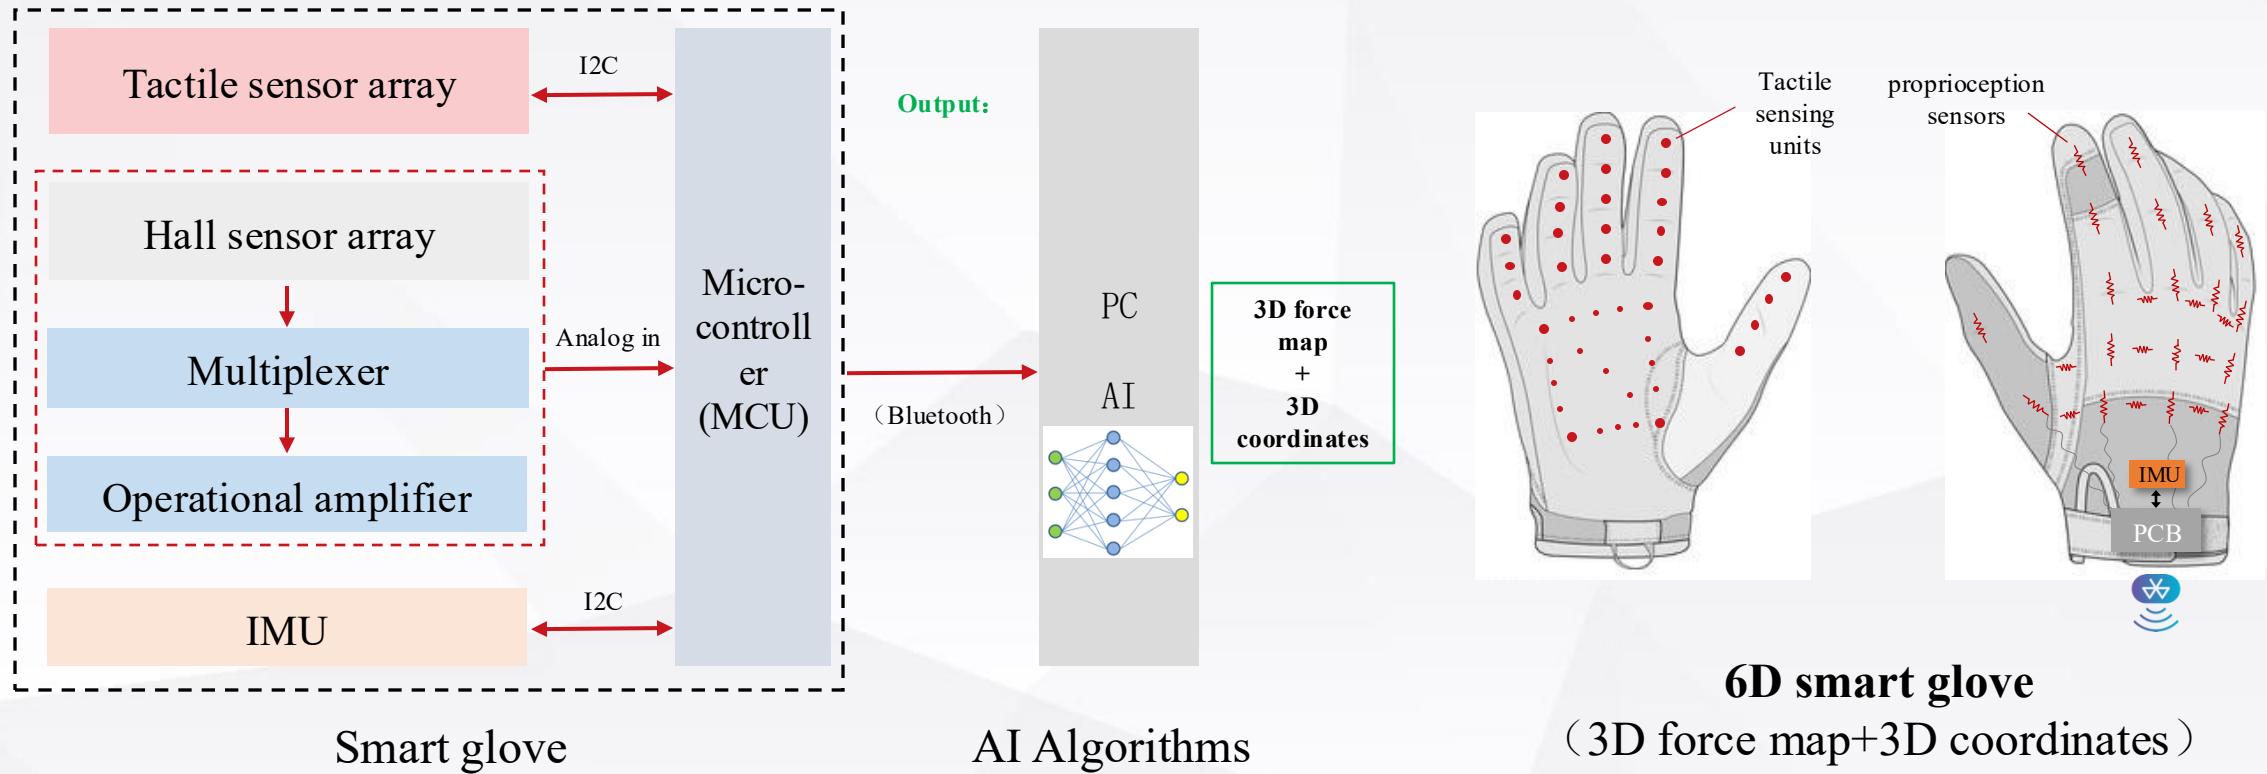 Tactile sensor array
I2C
Hall sensor array
Multiplexer
Operational amplifier
Analog in
IMU
I2C
Micro-
controll
er
(MCU)
Smart glove
（Bluetooth）
Output：
PC
AI
AI Algorithms
3D force
map
+
3D
coordinates
Tactile
sensing
units
proprioception
sensors
IMU
PCB
6D smart glove
（3D force map+3D coordinates）